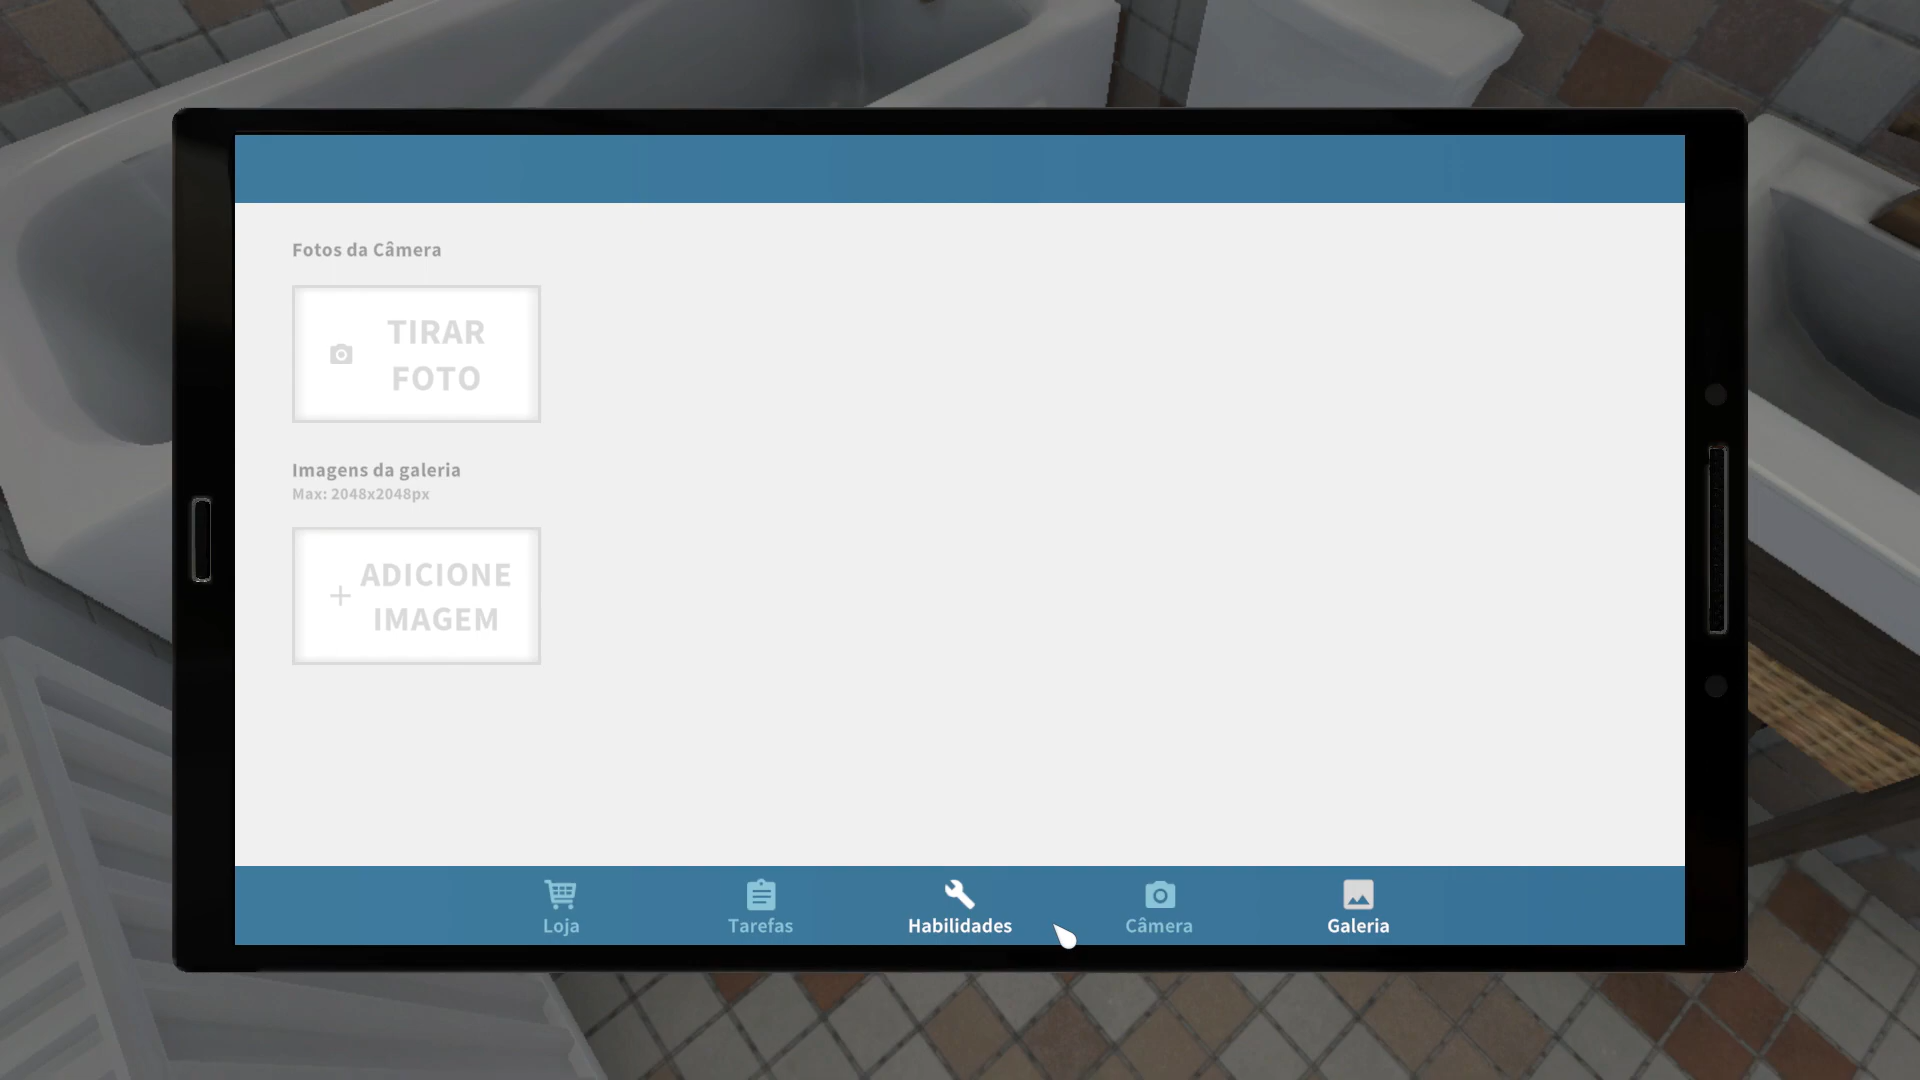 Fotos da Câmera
TIRAR
FOTO
Imagens da galeria
Max: 2048x2048px
ADICIONE
IMAGEM
Loja
Tarefas
Habilidades
Câmera
Galeria